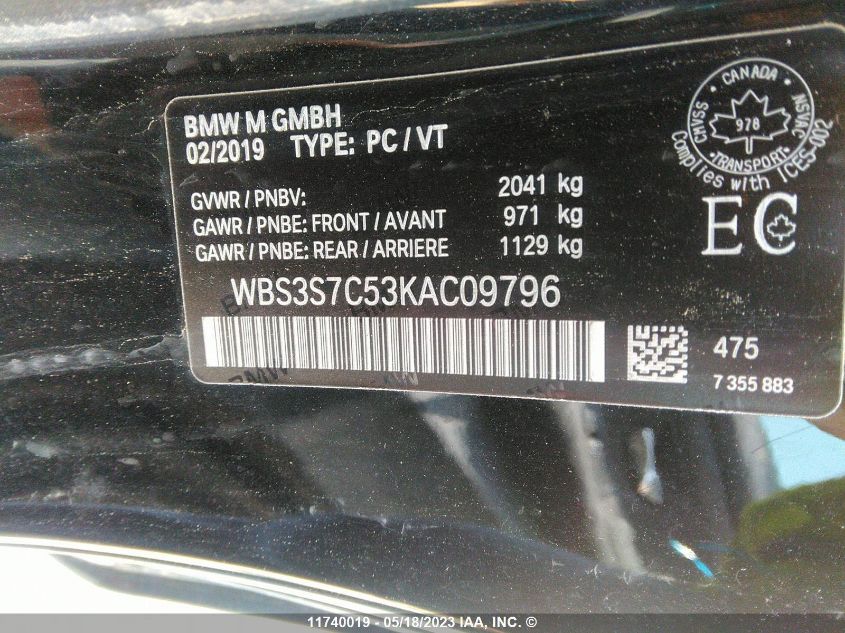 BMW M GMBH
02/2019 TYPE: PC / VT
GVWR / PNBV: 2041 kg
GAWR / PNBE: FRONT / AVANT 971 kg
GAWR / PNBE: REAR / ARRIERE 1129 kg
WBS3S7C53KAC09796
475
7 355 883
CANADA
CMVSS NSVAC
978
TRANSPORT
Complies with ICES-002
EC
BMW
11740019 - 05/18/2023 IAA, INC. ©